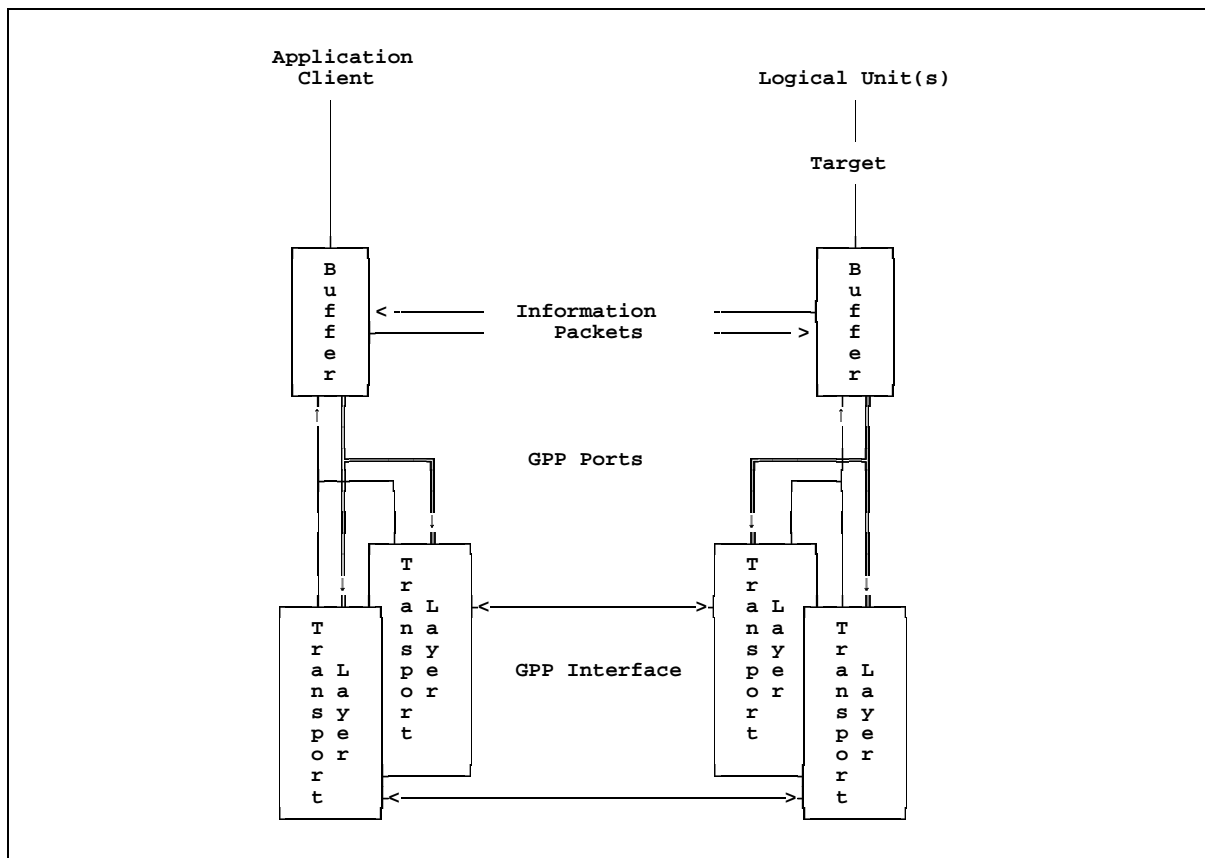 Application
Client
Logical Unit(s)
Target
Buffer
Buffer
Information
Packets
GPP Ports
Transport
Layer
Transport
Layer
Transport
Layer
Transport
Layer
GPP Interface